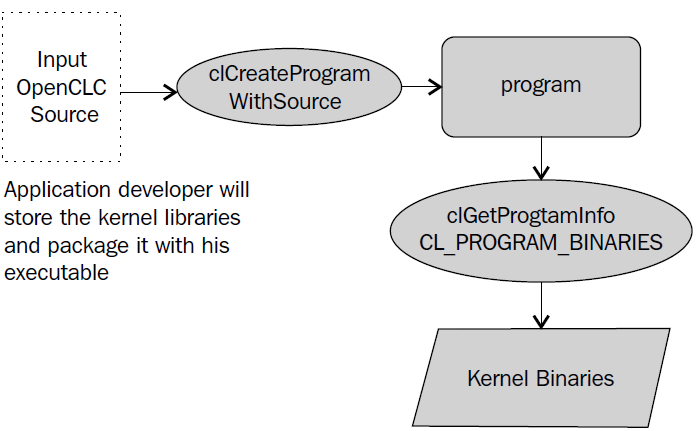 Input
OpenCLC
Source
clCreateProgram
WithSource
program
Application developer will
store the kernel libraries
and package it with his
executable
clGetProgtamInfo
CL_PROGRAM_BINARIES
Kernel Binaries